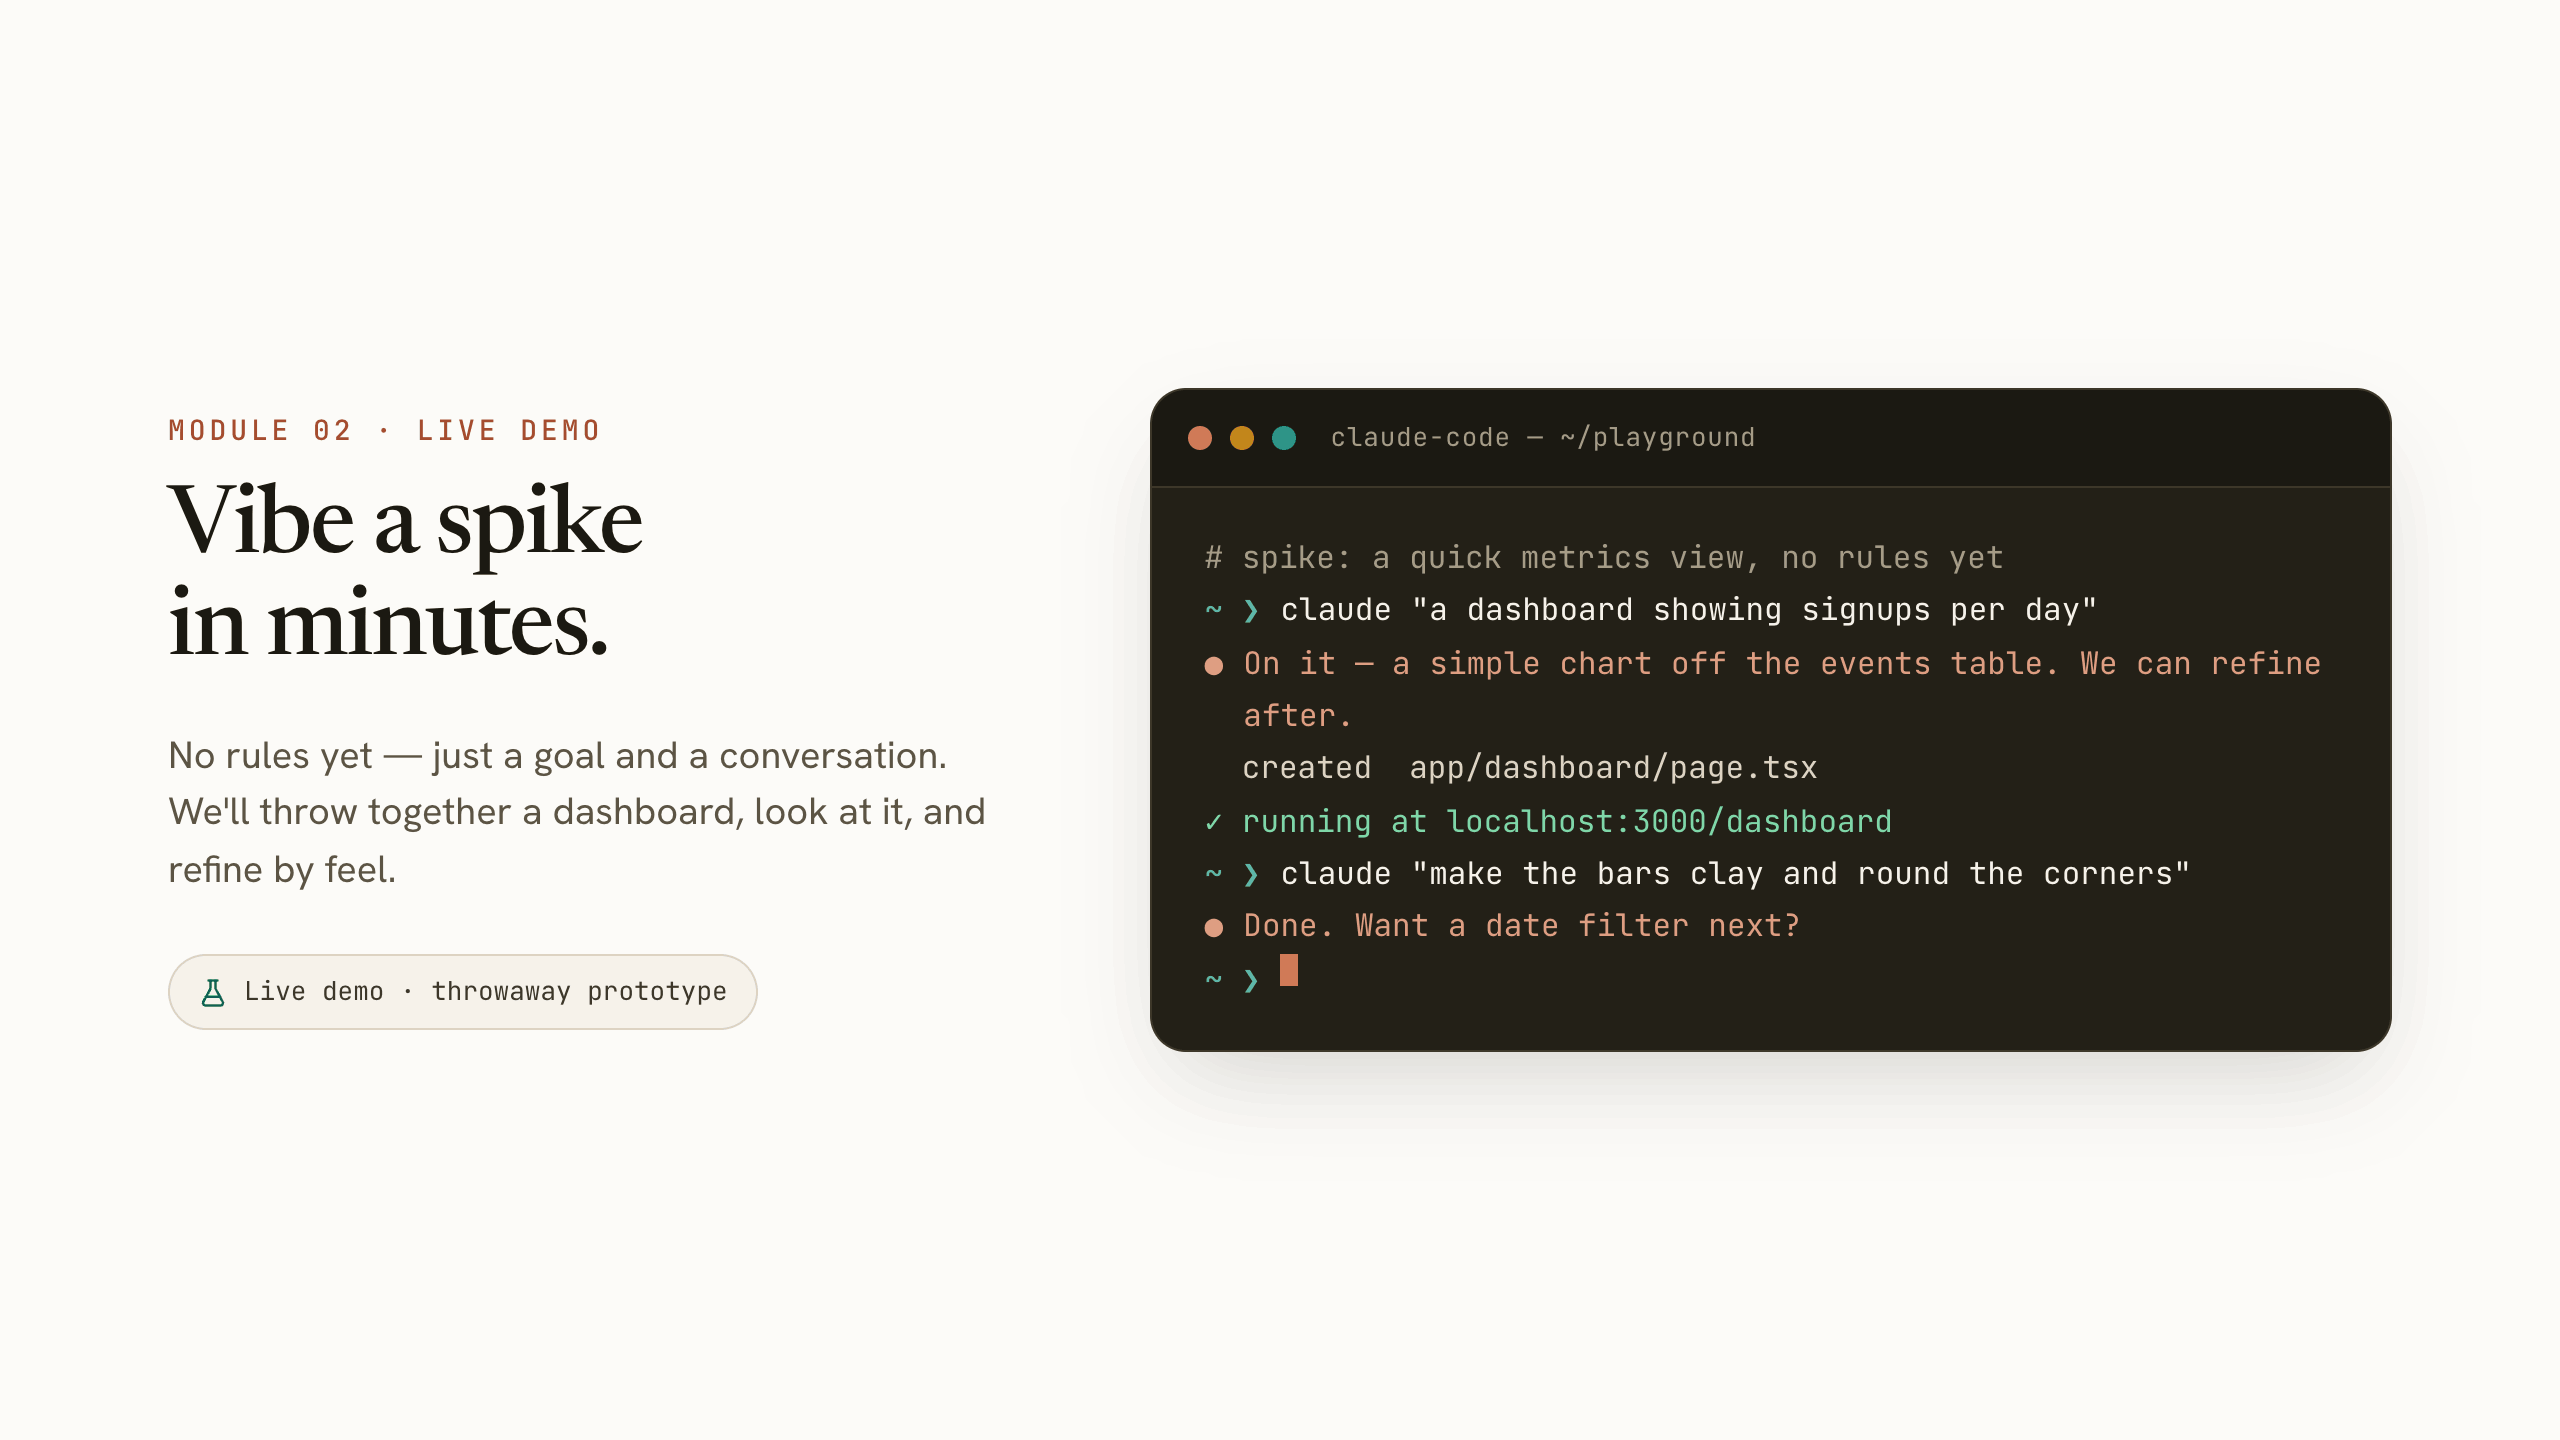 MODULE 02 · LIVE DEMO
Vibe a spike
in minutes.
No rules yet — just a goal and a conversation.
We'll throw together a dashboard, look at it, and
refine by feel.
Live demo · throwaway prototype
claude-code — ~/playground
# spike: a quick metrics view, no rules yet
~ ❯ claude "a dashboard showing signups per day"
● On it — a simple chart off the events table. We can refine
after.
created  app/dashboard/page.tsx
✓ running at localhost:3000/dashboard
~ ❯ claude "make the bars clay and round the corners"
● Done. Want a date filter next?
~ ❯